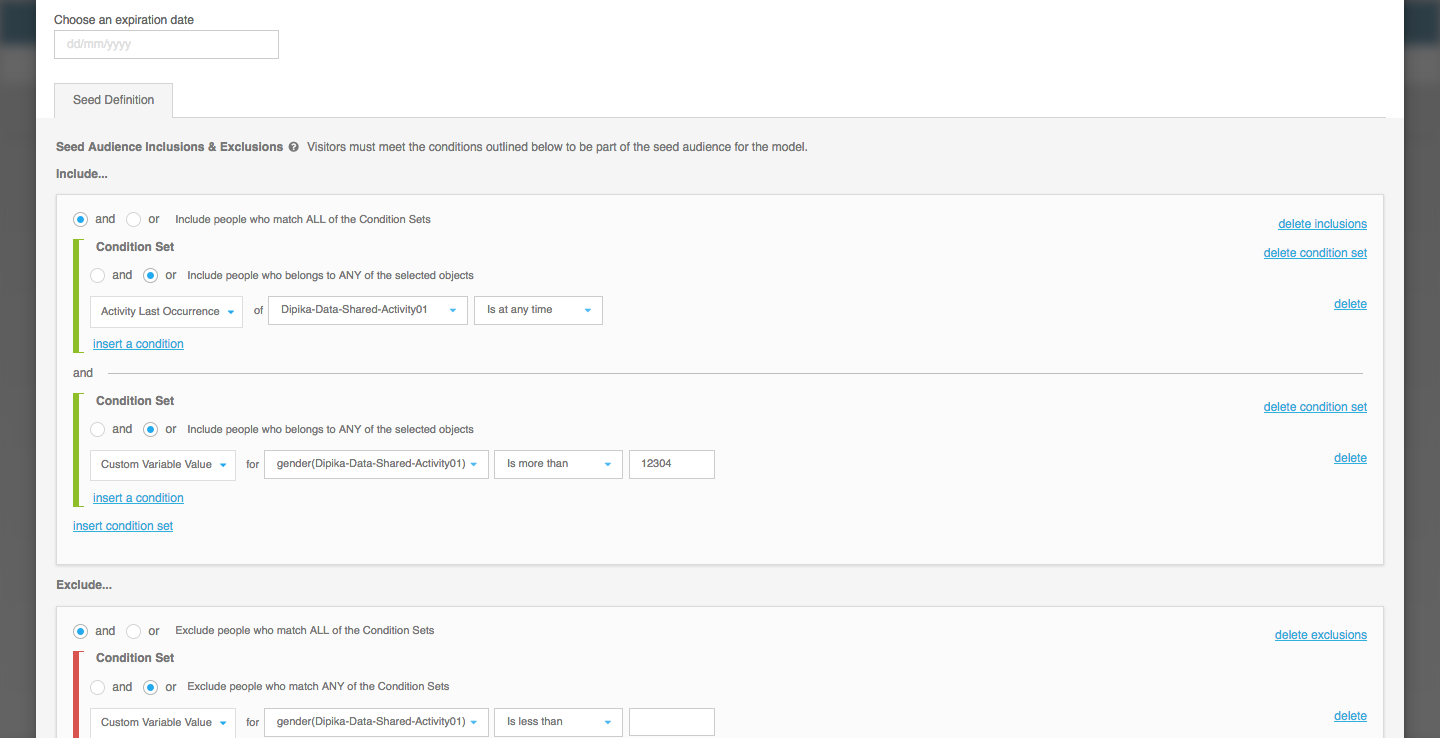 Choose an expiration date
dd/mm/yyyy
Seed Definition
Seed Audience Inclusions & Exclusions ? Visitors must meet the conditions outlined below to be part of the seed audience for the model.
Include...
and or Include people who match ALL of the Condition Sets
delete inclusions
Condition Set
delete condition set
and or Include people who belongs to ANY of the selected objects
Activity Last Occurrence of Dipika-Data-Shared-Activity01 Is at any time delete
insert a condition
and
Condition Set
delete condition set
and or Include people who belongs to ANY of the selected objects
Custom Variable Value for gender(Dipika-Data-Shared-Activity01) Is more than 12304 delete
insert a condition
insert condition set
Exclude...
and or Exclude people who match ALL of the Condition Sets
delete exclusions
Condition Set
and or Exclude people who match ANY of the Condition Sets
Custom Variable Value for gender(Dipika-Data-Shared-Activity01) Is less than delete